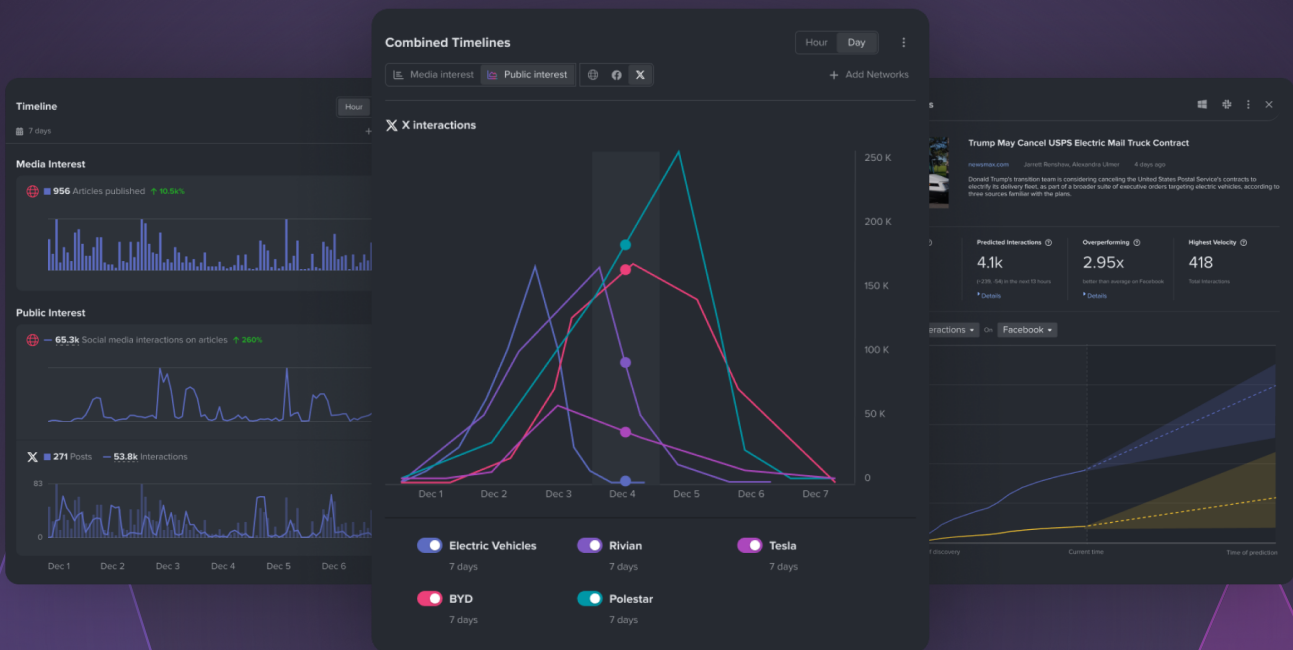 Timeline
Hour
7 days
Media Interest
956 Articles published ↑ 10.5k%
Public Interest
65.3k Social media interactions on articles ↑ 260%
X 271 Posts 53.8k Interactions
83
0
Dec 1 Dec 2 Dec 3 Dec 4 Dec 5 Dec 6
Combined Timelines
Hour Day
Media interest Public interest X + Add Networks
X X interactions
250 K
200 K
150 K
100 K
50 K
0
Dec 1 Dec 2 Dec 3 Dec 4 Dec 5 Dec 6 Dec 7
Electric Vehicles Rivian Tesla
7 days 7 days 7 days
BYD Polestar
7 days 7 days
s
Trump May Cancel USPS Electric Mail Truck Contract
newsmax.com Jarrett Renshaw, Alexandra Ulmer 4 days ago
Donald Trump's transition team is considering canceling the United States Postal Service's contracts to
electrify its delivery fleet, as part of a broader suite of executive orders targeting electric vehicles, according to
three sources familiar with the plans.
Predicted Interactions Overperforming Highest Velocity
4.1k 2.95x 418
in the next 13 hours better than average on Facebook Total Interactions
Details Details
eractions On Facebook
f discovery Current time Time of prediction